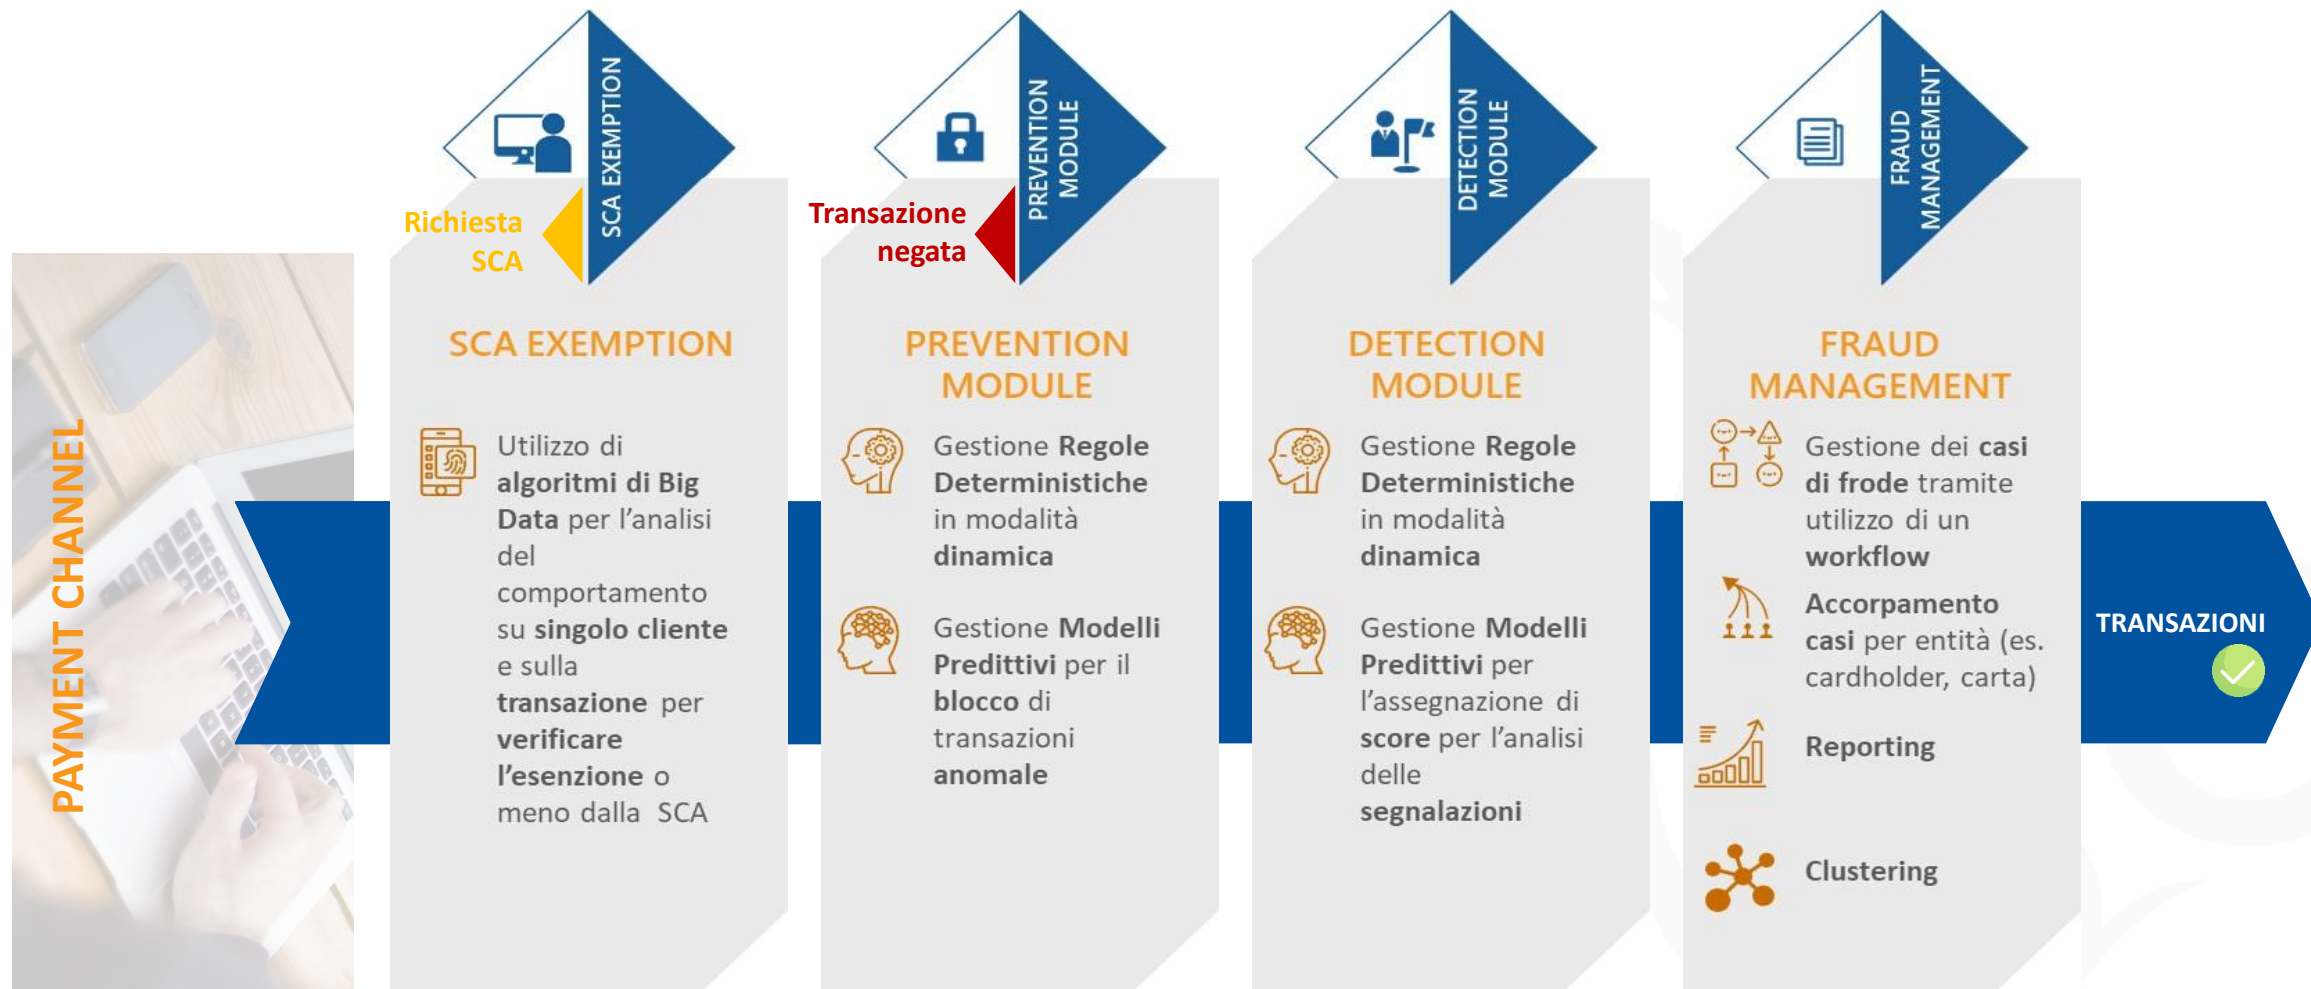 PAYMENT CHANNEL
SCA EXEMPTION
Richiesta
SCA
SCA EXEMPTION
Utilizzo di
algoritmi di Big
Data per l’analisi
del
comportamento
su singolo cliente
e sulla
transazione per
verificare
l’esenzione o
meno dalla SCA
PREVENTION
MODULE
Transazione
negata
PREVENTION
MODULE
Gestione Regole
Deterministiche
in modalità
dinamica
Gestione Modelli
Predittivi per il
blocco di
transazioni
anomale
DETECTION
MODULE
DETECTION
MODULE
Gestione Regole
Deterministiche
in modalità
dinamica
Gestione Modelli
Predittivi per
l’assegnazione di
score per l’analisi
delle
segnalazioni
FRAUD
MANAGEMENT
FRAUD
MANAGEMENT
Gestione dei casi
di frode tramite
utilizzo di un
workflow
Accorpamento
casi per entità (es.
cardholder, carta)
Reporting
Clustering
TRANSAZIONI